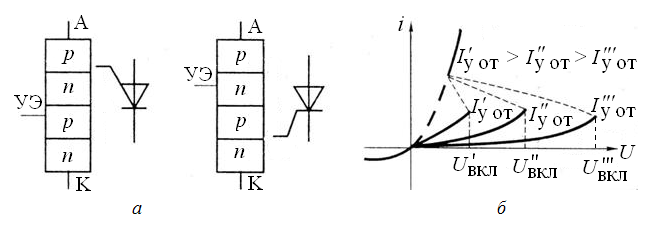 А
p
n
p
n
УЭ
К
А
p
n
p
n
УЭ
К
а
i
I′у от > I″у от > I‴у от
I′у от
I″у от
I‴у от
U′вкл
U″вкл
U‴вкл
U
б